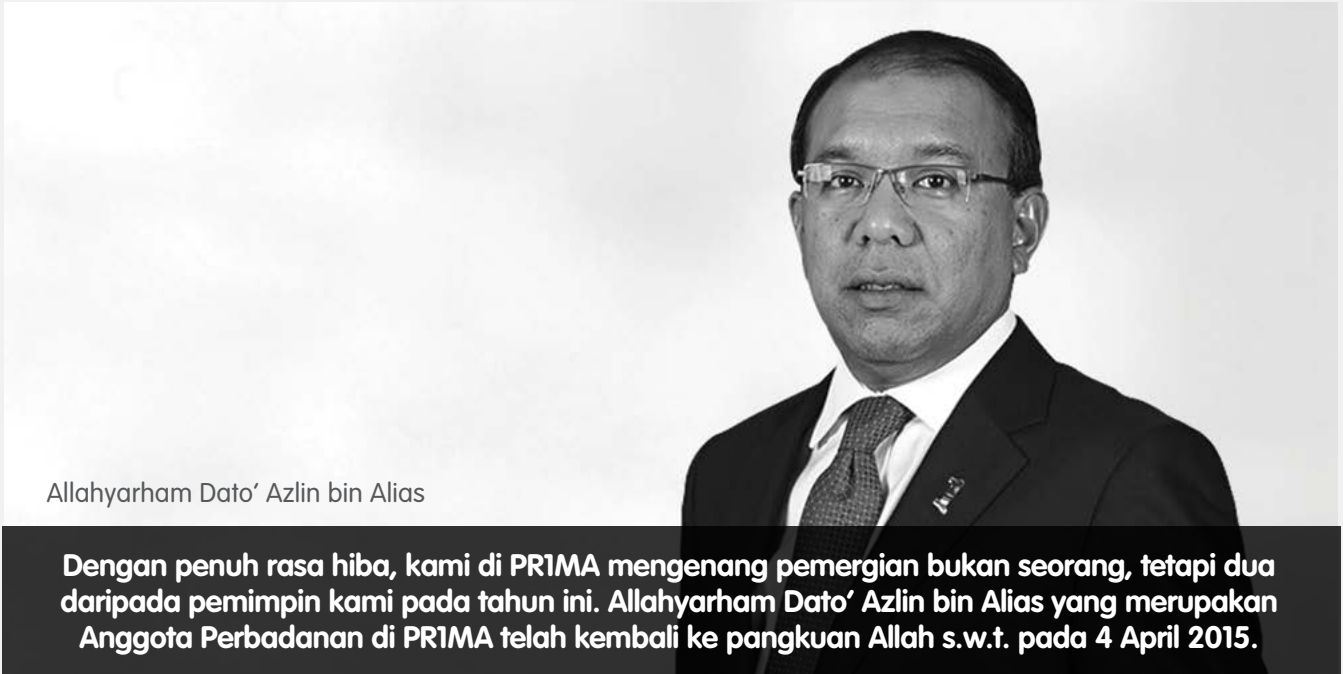 Allahyarham Dato’ Azlin bin Alias
Dengan penuh rasa hiba, kami di PR1MA mengenang pemergian bukan seorang, tetapi dua
daripada pemimpin kami pada tahun ini. Allahyarham Dato’ Azlin bin Alias yang merupakan
Anggota Perbadanan di PR1MA telah kembali ke pangkuan Allah s.w.t. pada 4 April 2015.